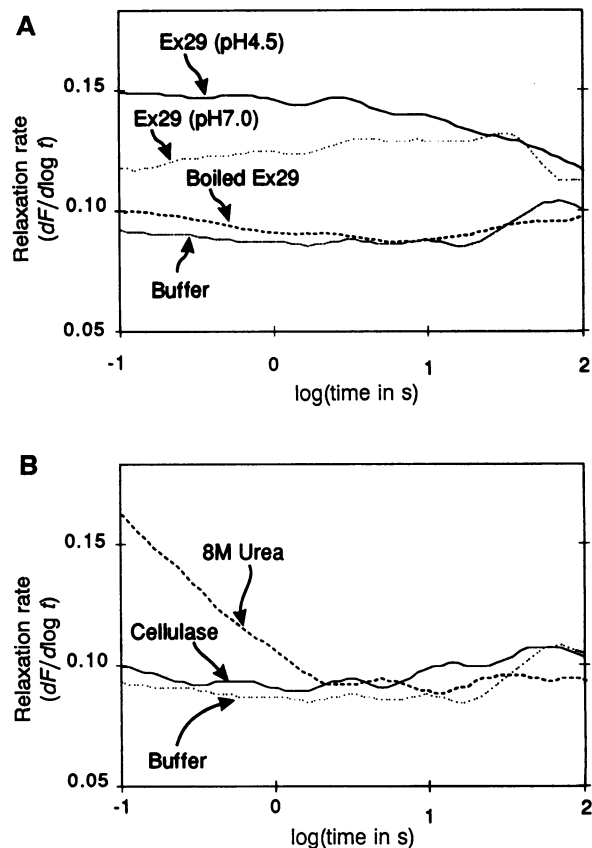 A
Ex29 (pH4.5)
0.15
Ex29 (pH7.0)
Boiled Ex29
0.10
Buffer
0.05
Relaxation rate
(dF/dlog t)
-1 0 1 2
log(time in s)
B
0.15
8M Urea
Cellulase
0.10
Buffer
0.05
Relaxation rate
(dF/dlog t)
-1 0 1 2
log(time in s)